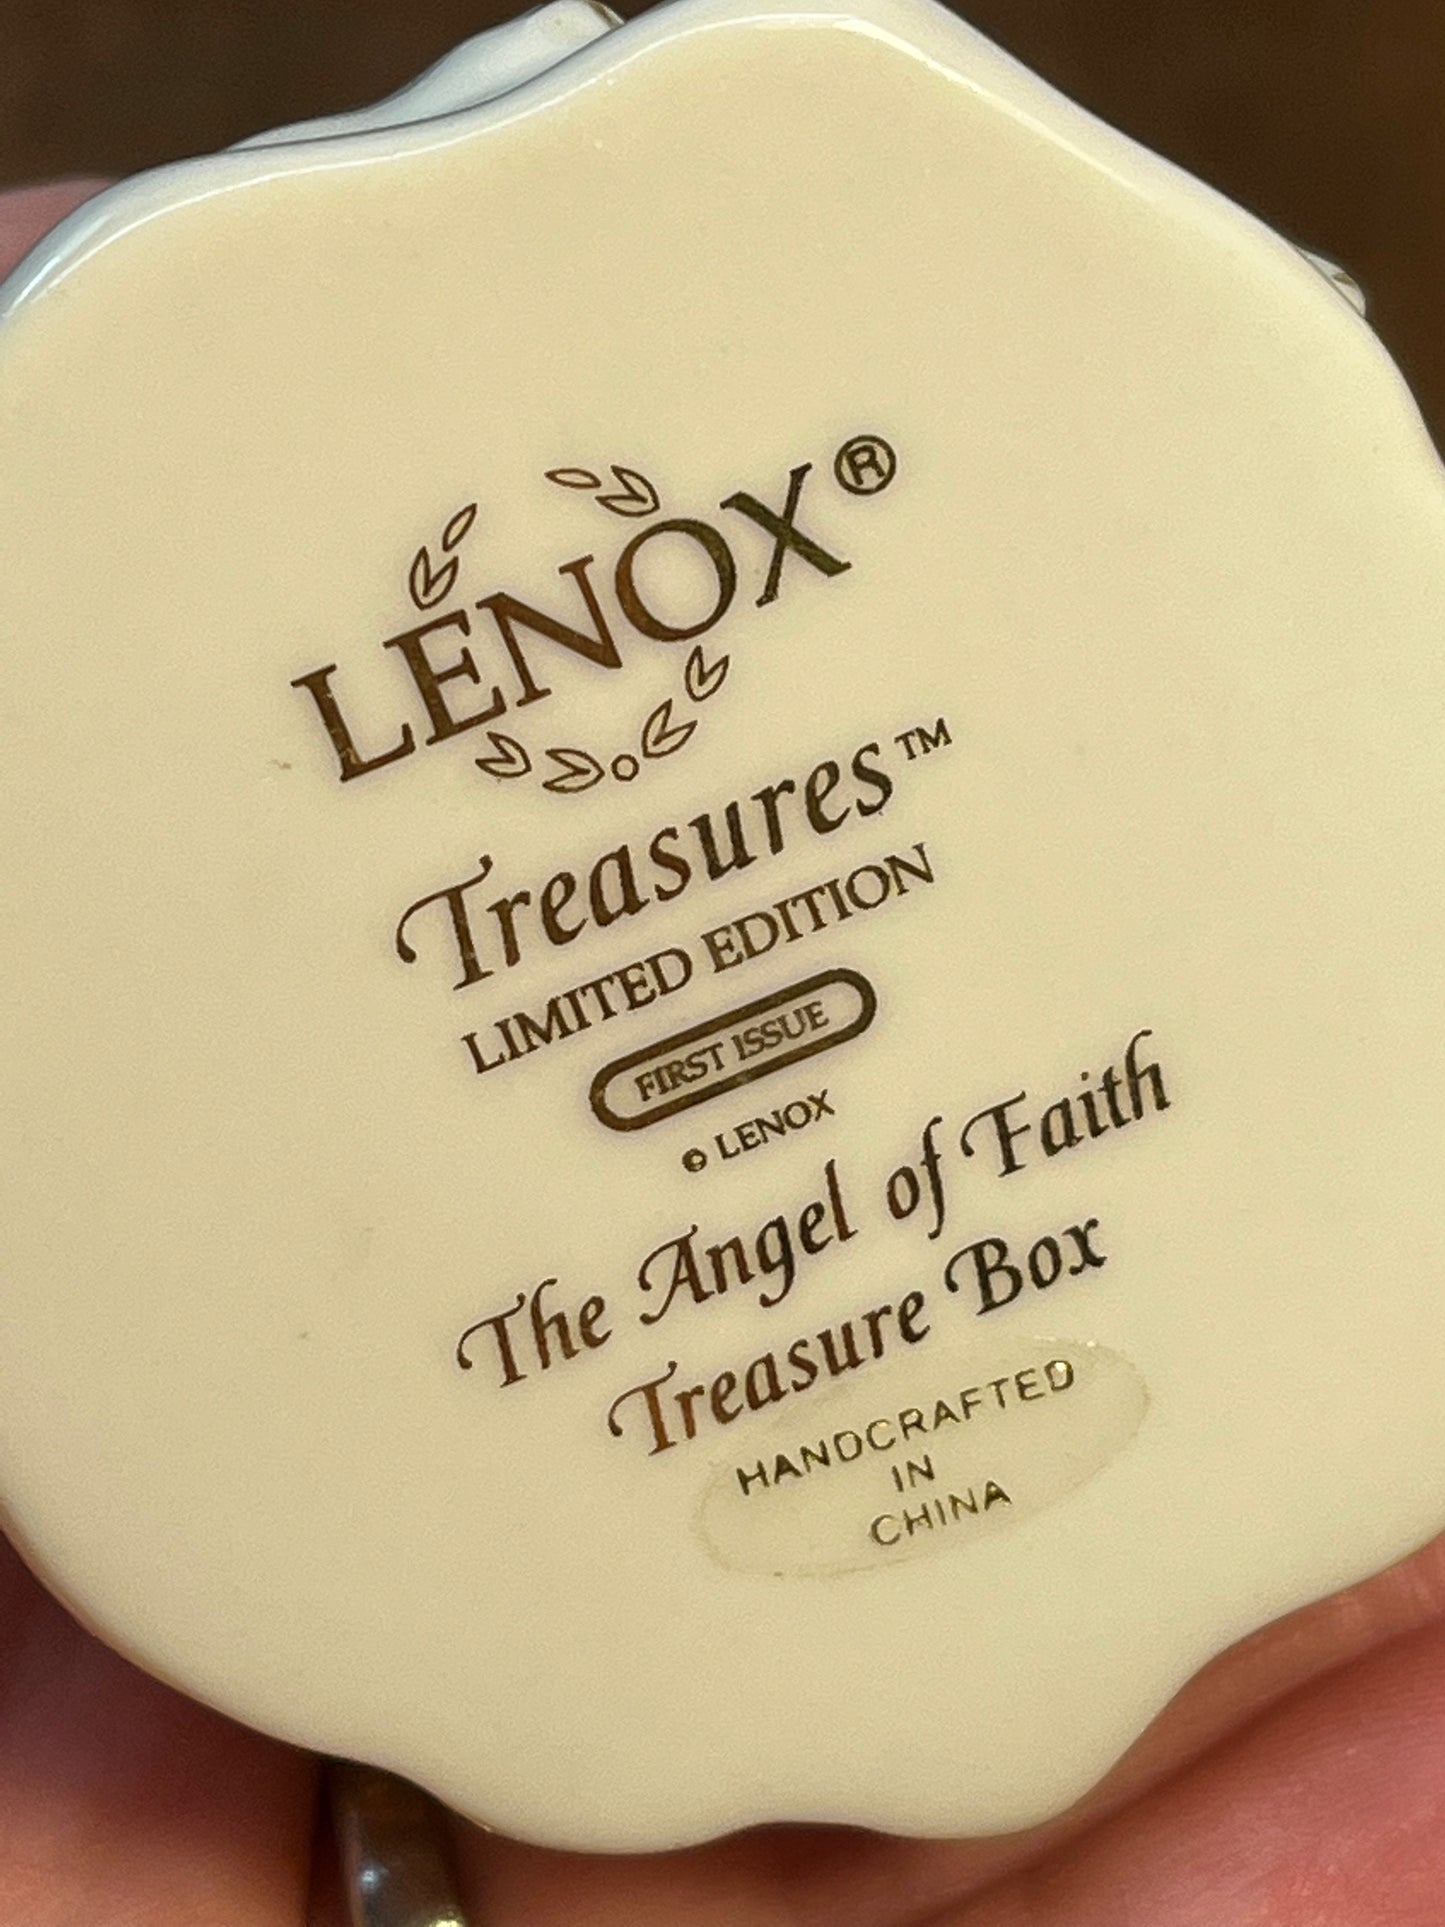 LENOX®
Treasures™
LIMITED EDITION
FIRST ISSUE
© LENOX
The Angel of Faith
Treasure Box
HANDCRAFTED
IN
CHINA